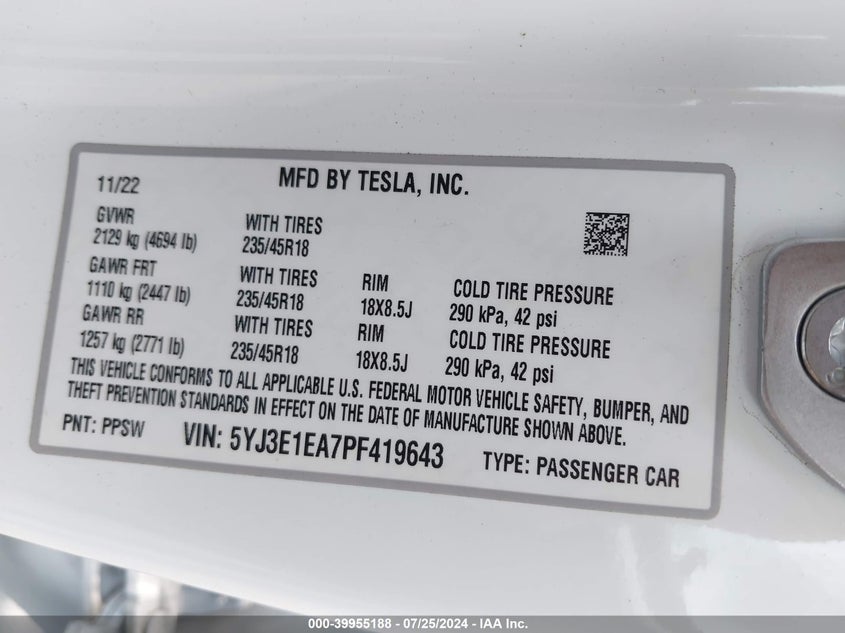 11/22
MFD BY TESLA, INC.
GVWR
2129 kg (4694 lb)
WITH TIRES
235/45R18
GAWR FRT
1110 kg (2447 lb)
WITH TIRES
235/45R18
RIM
18X8.5J
COLD TIRE PRESSURE
290 kPa, 42 psi
GAWR RR
1257 kg (2771 lb)
WITH TIRES
235/45R18
RIM
18X8.5J
COLD TIRE PRESSURE
290 kPa, 42 psi
THIS VEHICLE CONFORMS TO ALL APPLICABLE U.S. FEDERAL MOTOR VEHICLE SAFETY, BUMPER, AND
THEFT PREVENTION STANDARDS IN EFFECT ON THE DATE OF MANUFACTURE SHOWN ABOVE.
PNT: PPSW
VIN: 5YJ3E1EA7PF419643
TYPE: PASSENGER CAR
000-39955188 - 07/25/2024 - IAA Inc.